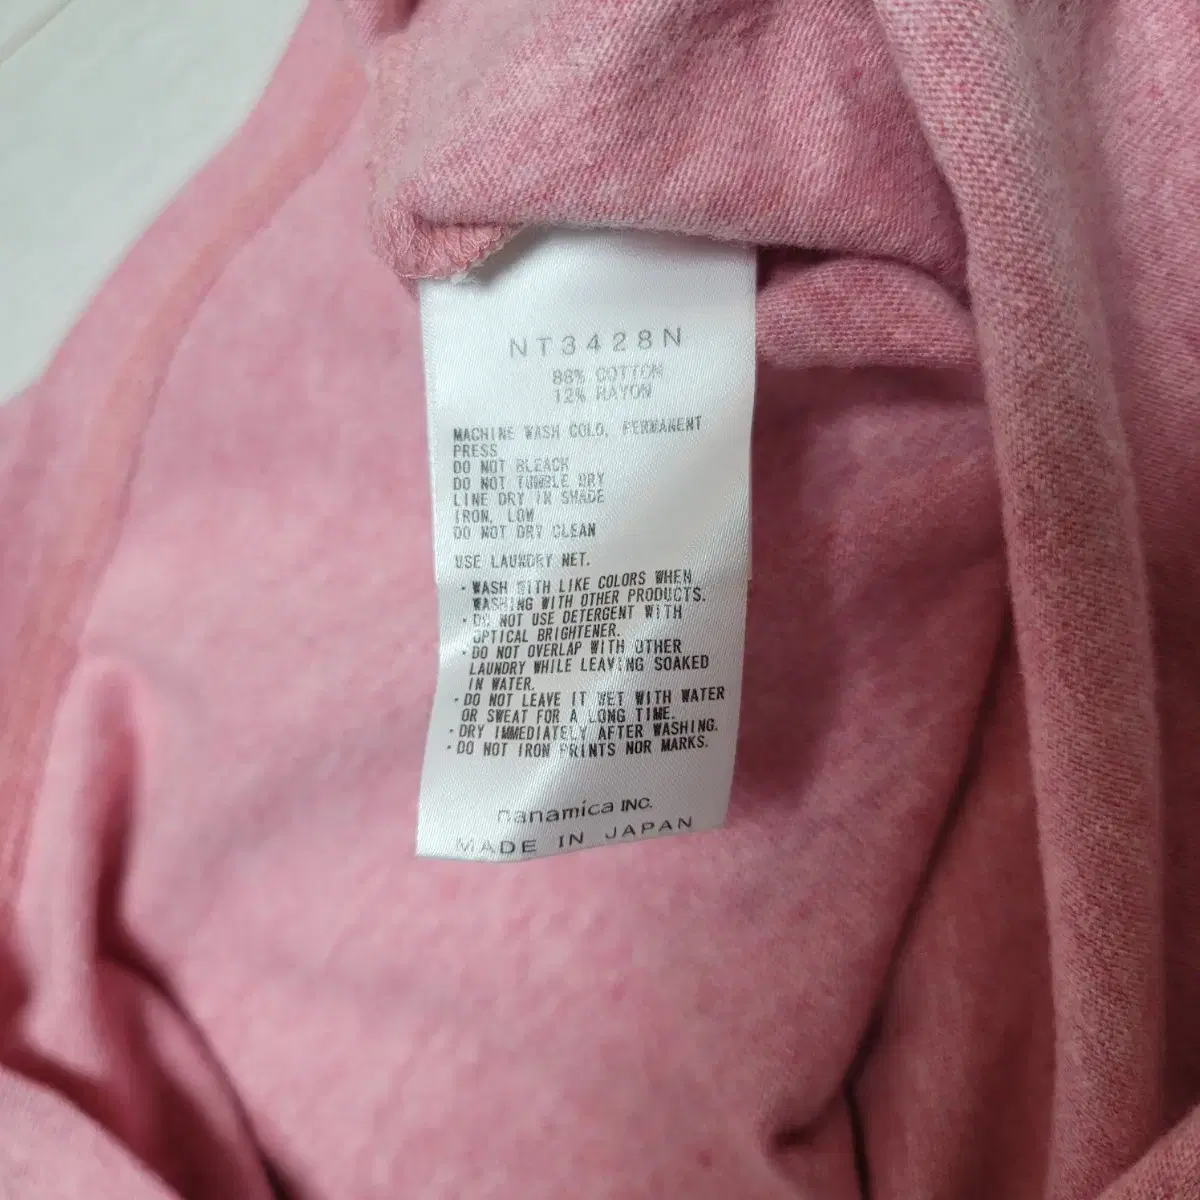 NT3428N
88% COTTON
12% RAYON
MACHINE WASH COLD, PERMANENT
PRESS
DO NOT BLEACH
DO NOT TUMBLE DRY
LINE DRY IN SHADE
IRON, LOW
DO NOT DRY CLEAN
USE LAUNDRY NET.
・WASH WITH LIKE COLORS WHEN
WASHING WITH OTHER PRODUCTS.
・DO NOT USE DETERGENT WITH
OPTICAL BRIGHTENER.
・DO NOT OVERLAP WITH OTHER
LAUNDRY WHILE LEAVING SOAKED
IN WATER.
・DO NOT LEAVE IT WET WITH WATER
OR SWEAT FOR A LONG TIME.
・DRY IMMEDIATELY AFTER WASHING.
・DO NOT IRON PRINTS NOR MARKS.
nanamica INC.
MADE IN JAPAN